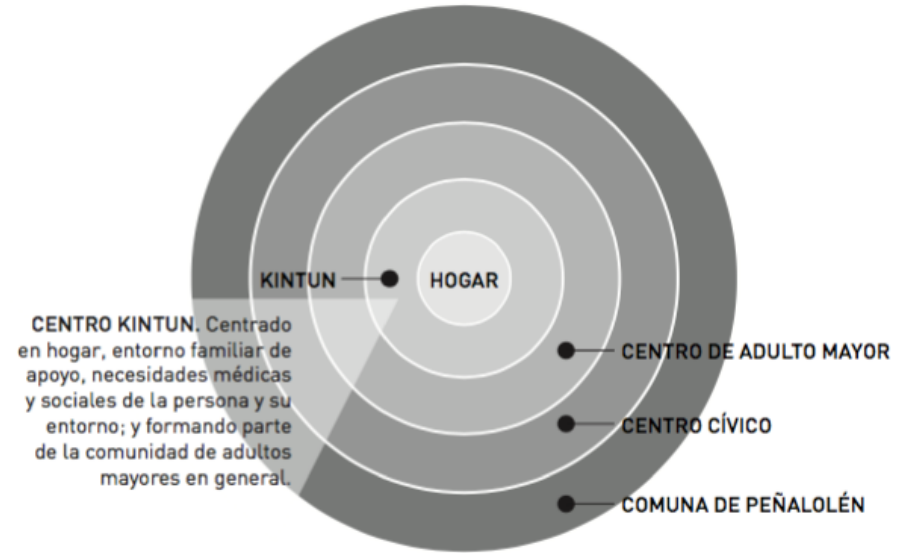 KINTUN
HOGAR
CENTRO KINTUN. Centrado
en hogar, entorno familiar de
apoyo, necesidades médicas
y sociales de la persona y su
entorno; y formando parte
de la comunidad de adultos
mayores en general.
CENTRO DE ADULTO MAYOR
CENTRO CÍVICO
COMUNA DE PEÑALOLÉN